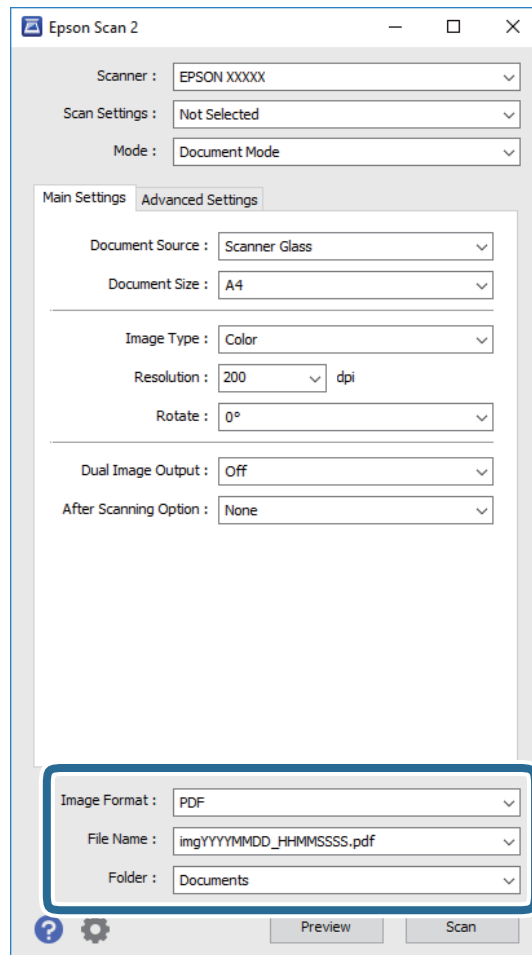 Epson Scan 2
Scanner : EPSON XXXXX
Scan Settings : Not Selected
Mode : Document Mode
Main Settings Advanced Settings
Document Source : Scanner Glass
Document Size : A4
Image Type : Color
Resolution : 200 dpi
Rotate : 0°
Dual Image Output : Off
After Scanning Option : None
Image Format : PDF
File Name : imgYYYYMMDD_HHMMSSSS.pdf
Folder : Documents
? Preview Scan